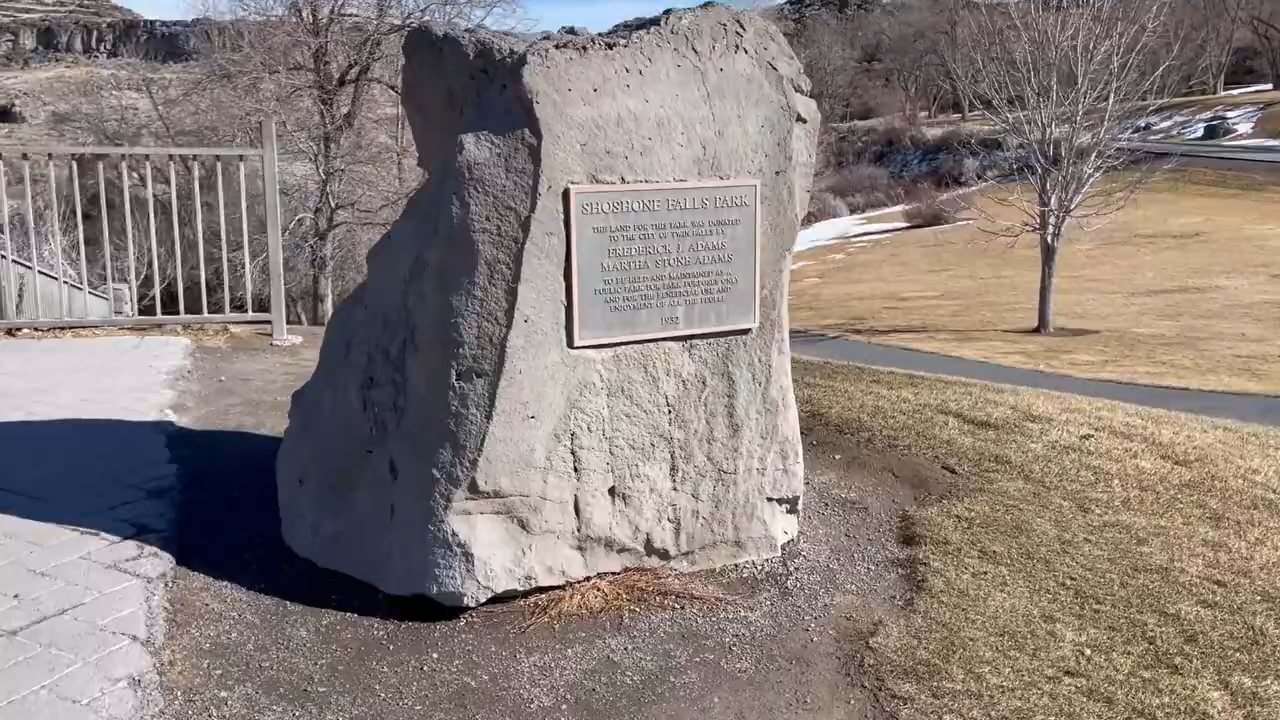 SHOSHONE FALLS PARK
THE LAND FOR THIS PARK WAS DONATED
TO THE CITY OF TWIN FALLS BY
FREDERICK J. ADAMS
MARTHA STONE ADAMS
TO BE HELD AND MAINTAINED AS A
PUBLIC PARK FOR PARK PURPOSES ONLY
AND FOR THE BENEFICIAL USE AND
ENJOYMENT OF ALL THE PEOPLE
1932